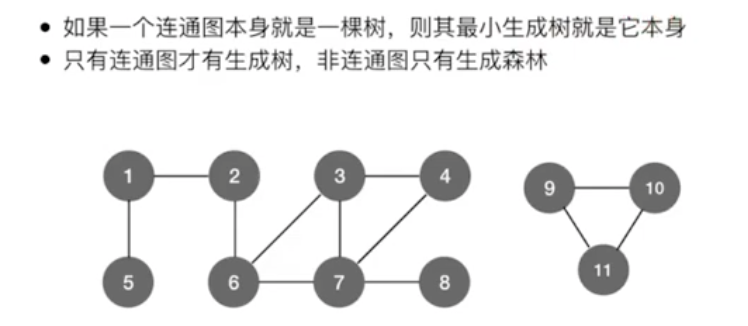 • 如果一个连通图本身就是一棵树，则其最小生成树就是它本身
• 只有连通图才有生成树，非连通图只有生成森林
1 2 3 4 9 10
5 6 7 8 11